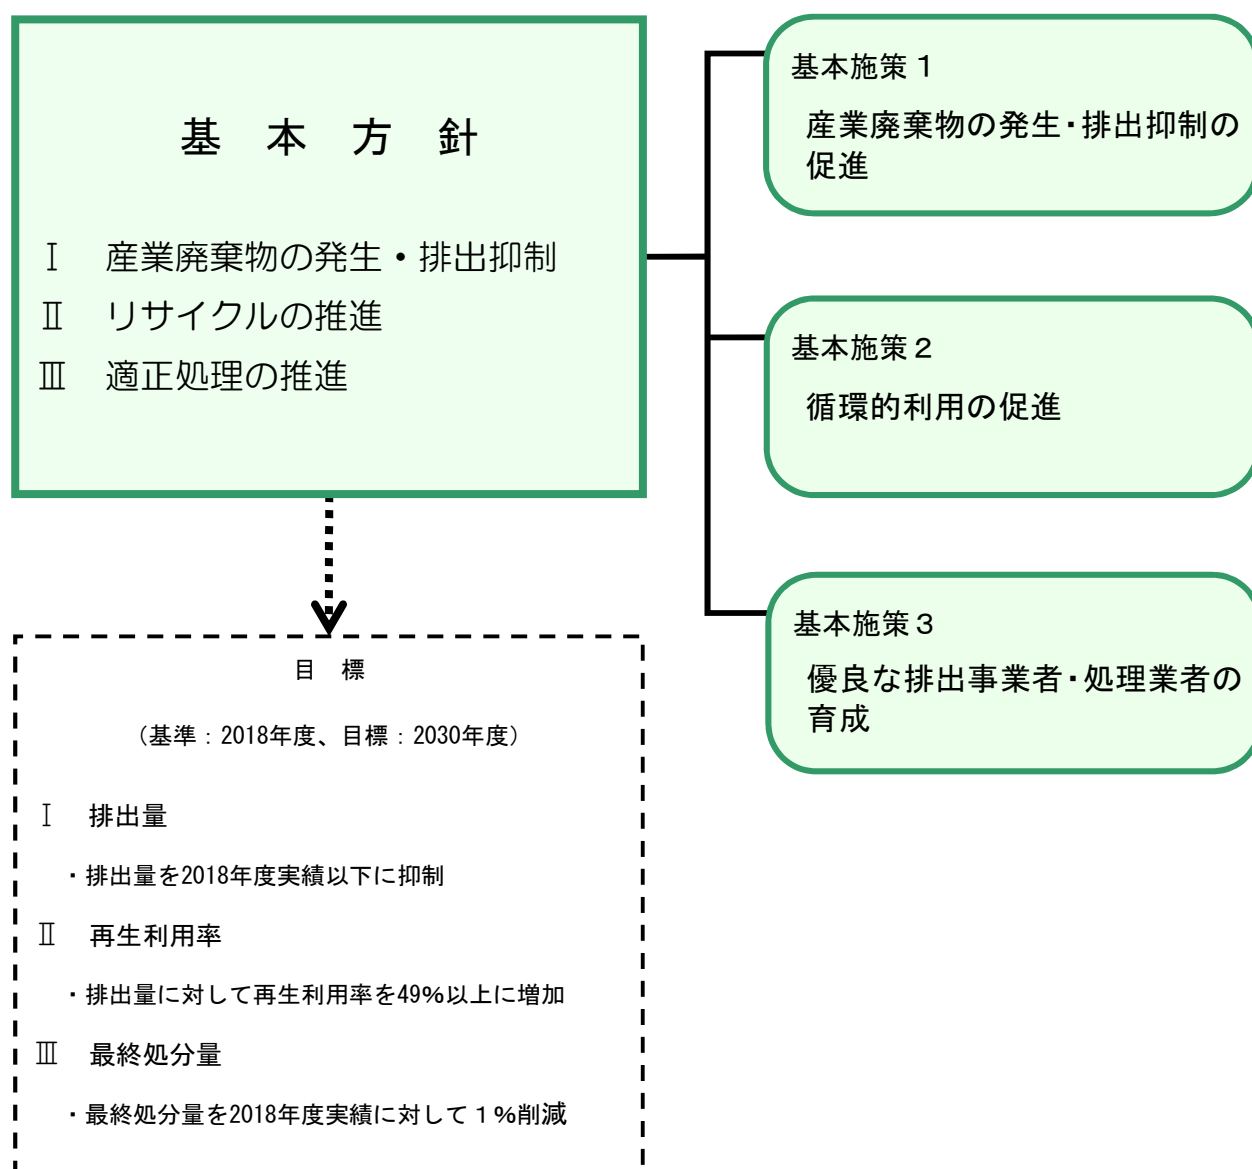 基 本 方 針
Ⅰ 産業廃棄物の発生・排出抑制
Ⅱ リサイクルの推進
Ⅲ 適正処理の推進
基本施策１
産業廃棄物の発生・排出抑制の
促進
基本施策２
循環的利用の促進
基本施策３
優良な排出事業者・処理業者の
育成
目 標
（基準：2018年度、目標：2030年度）
Ⅰ 排出量
・排出量を2018年度実績以下に抑制
Ⅱ 再生利用率
・排出量に対して再生利用率を49%以上に増加
Ⅲ 最終処分量
・最終処分量を2018年度実績に対して１%削減